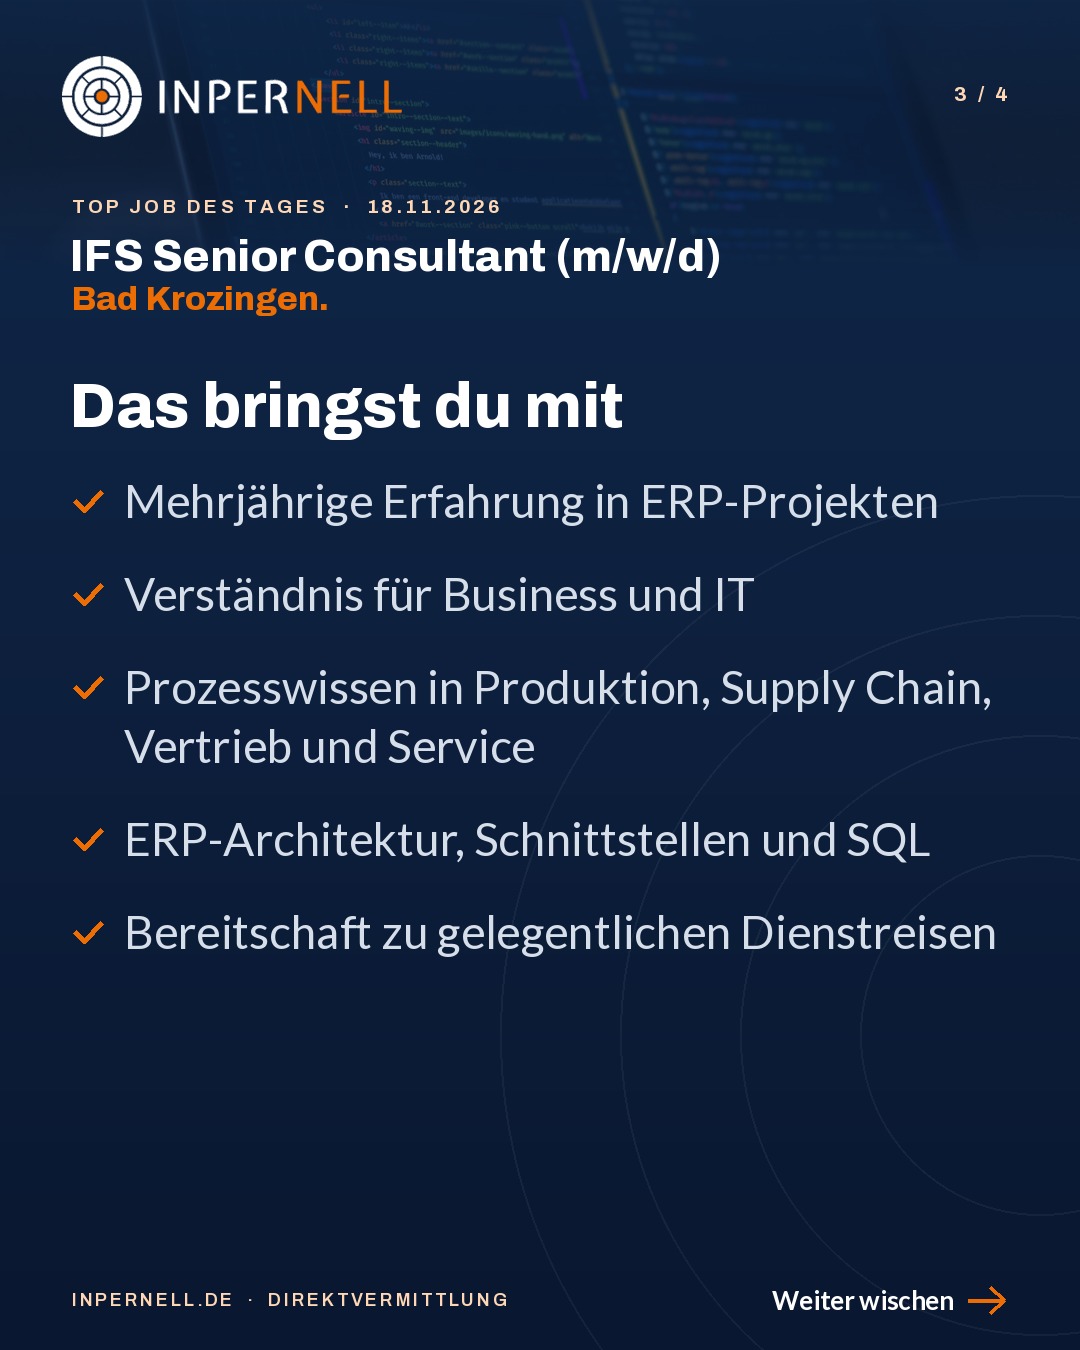 INPERNELL
3 / 4
TOP JOB DES TAGES · 18.11.2026
IFS Senior Consultant (m/w/d)
Bad Krozingen.
Das bringst du mit
Mehrjährige Erfahrung in ERP-Projekten
Verständnis für Business und IT
Prozesswissen in Produktion, Supply Chain,
Vertrieb und Service
ERP-Architektur, Schnittstellen und SQL
Bereitschaft zu gelegentlichen Dienstreisen
INPERNELL.DE · DIREKTVERMITTLUNG
Weiter wischen